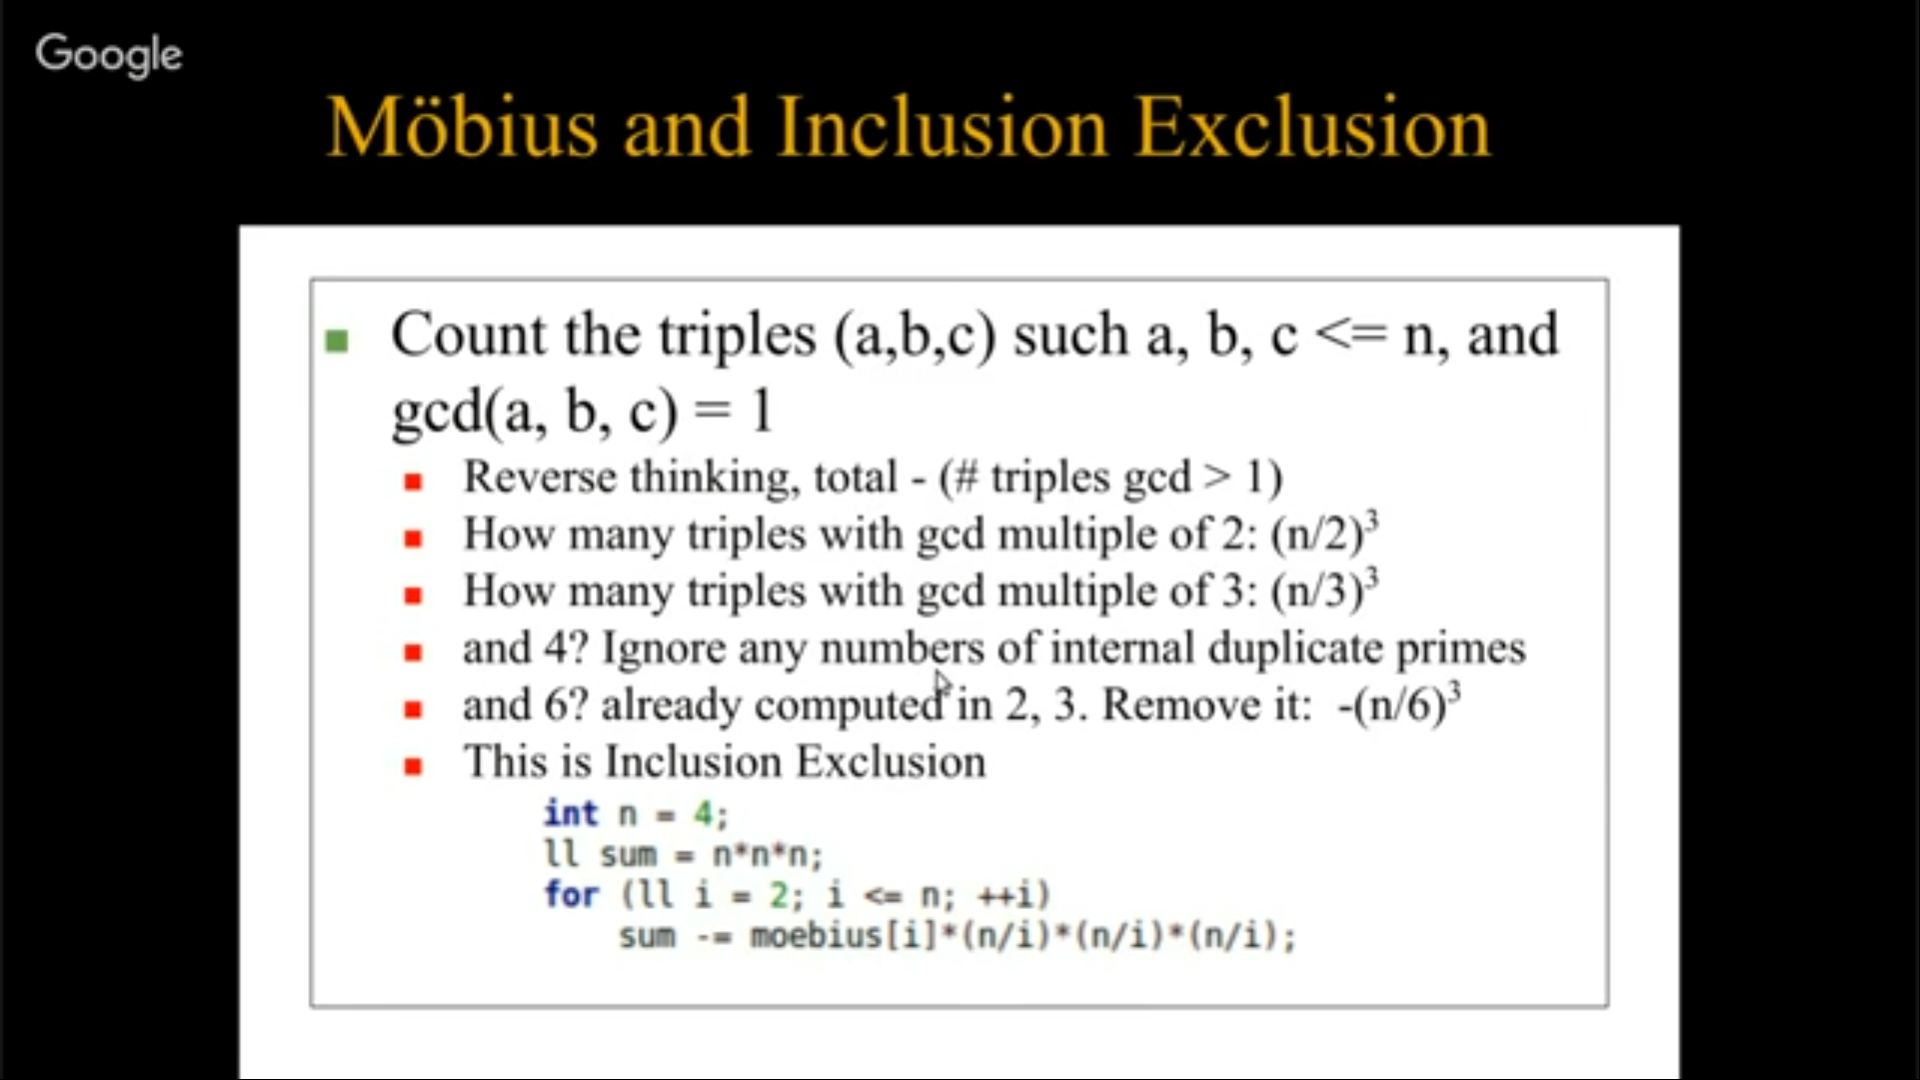 Google
Möbius and Inclusion Exclusion
Count the triples (a,b,c) such a, b, c <= n, and
gcd(a, b, c) = 1
Reverse thinking, total - (# triples gcd > 1)
How many triples with gcd multiple of 2: (n/2)³
How many triples with gcd multiple of 3: (n/3)³
and 4? Ignore any numbers of internal duplicate primes
and 6? already computed in 2, 3. Remove it: -(n/6)³
This is Inclusion Exclusion
int n = 4;
ll sum = n*n*n;
for (ll i = 2; i <= n; ++i)
sum -= moebius[i]*(n/i)*(n/i)*(n/i);